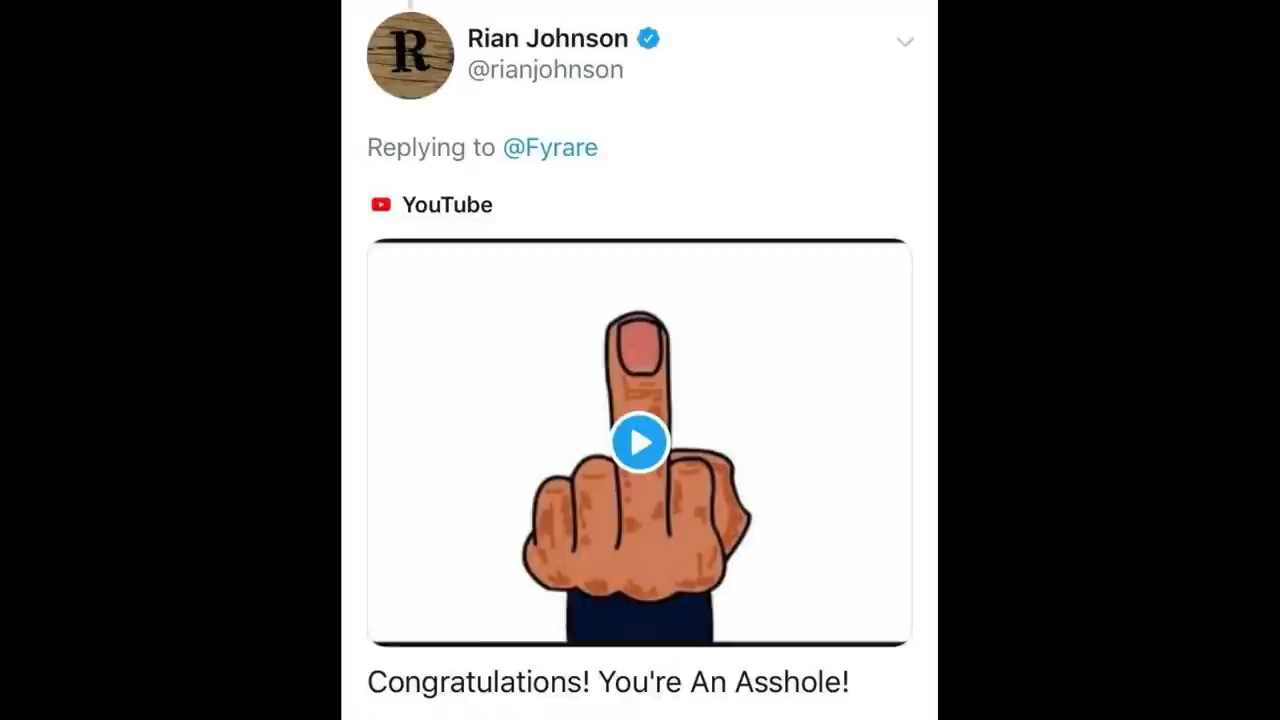 R
Rian Johnson
@rianjohnson
Replying to @Fyrare
YouTube
Congratulations! You're An Asshole!